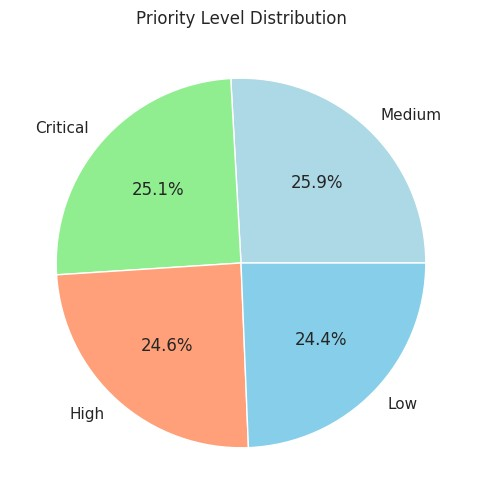 Priority Level Distribution
Medium
Critical
25.9%
25.1%
24.6%
24.4%
High
Low